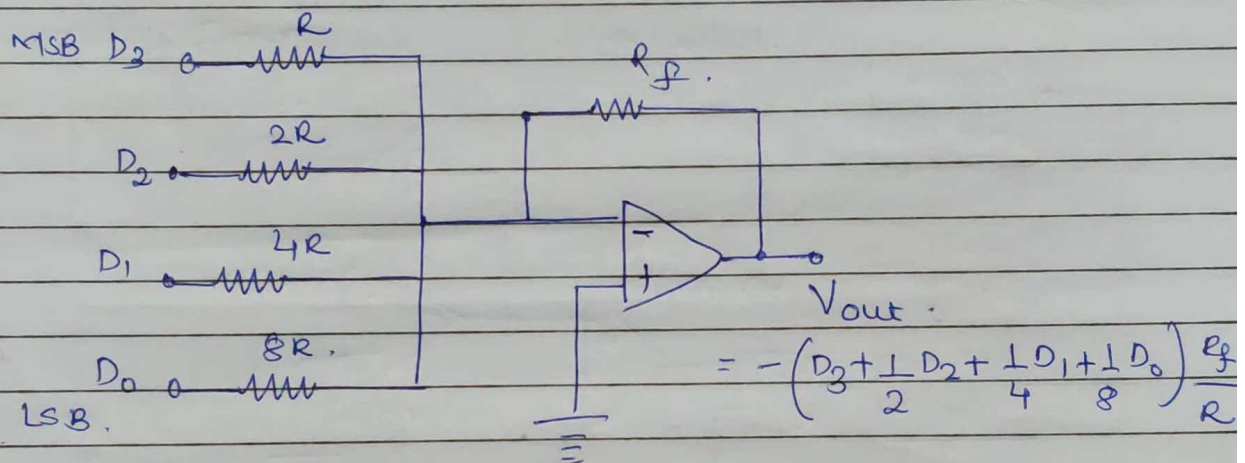 MSB D3 R
Rf.
D2 2R
D1 4R
-
+
Vout.
D0 8R.
= -(D3 + 1/2 D2 + 1/4 D1 + 1/8 D0) Rf/R
LSB.